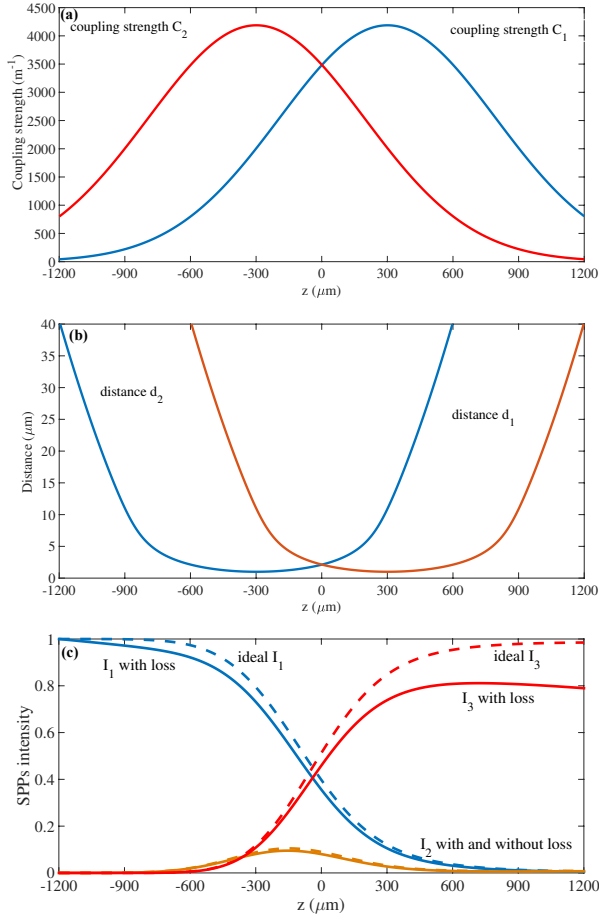 (a)
coupling strength C2
coupling strength C1
Coupling strength (m-1)
4500
4000
3500
3000
2500
2000
1500
1000
500
0
-1200 -900 -600 -300 0 300 600 900 1200
z (μm)
(b)
distance d2
distance d1
Distance (μm)
40
35
30
25
20
15
10
5
0
-1200 -900 -600 -300 0 300 600 900 1200
z (μm)
(c)
I1 with loss
ideal I1
ideal I3
I3 with loss
I2 with and without loss
SPPs intensity
1
0.8
0.6
0.4
0.2
0
-1200 -900 -600 -300 0 300 600 900 1200
z (μm)